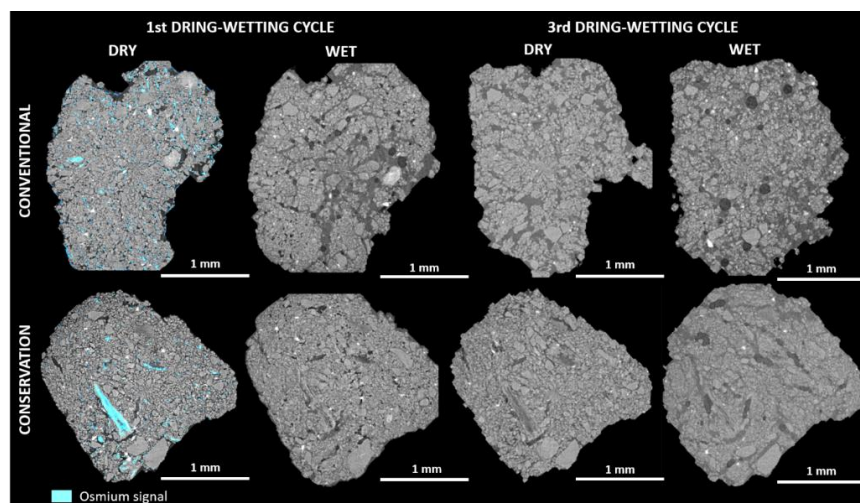 1st DRING-WETTING CYCLE 3rd DRING-WETTING CYCLE
DRY WET DRY WET
CONVENTIONAL
1 mm 1 mm 1 mm 1 mm
CONSERVATION
1 mm 1 mm 1 mm 1 mm
Osmium signal